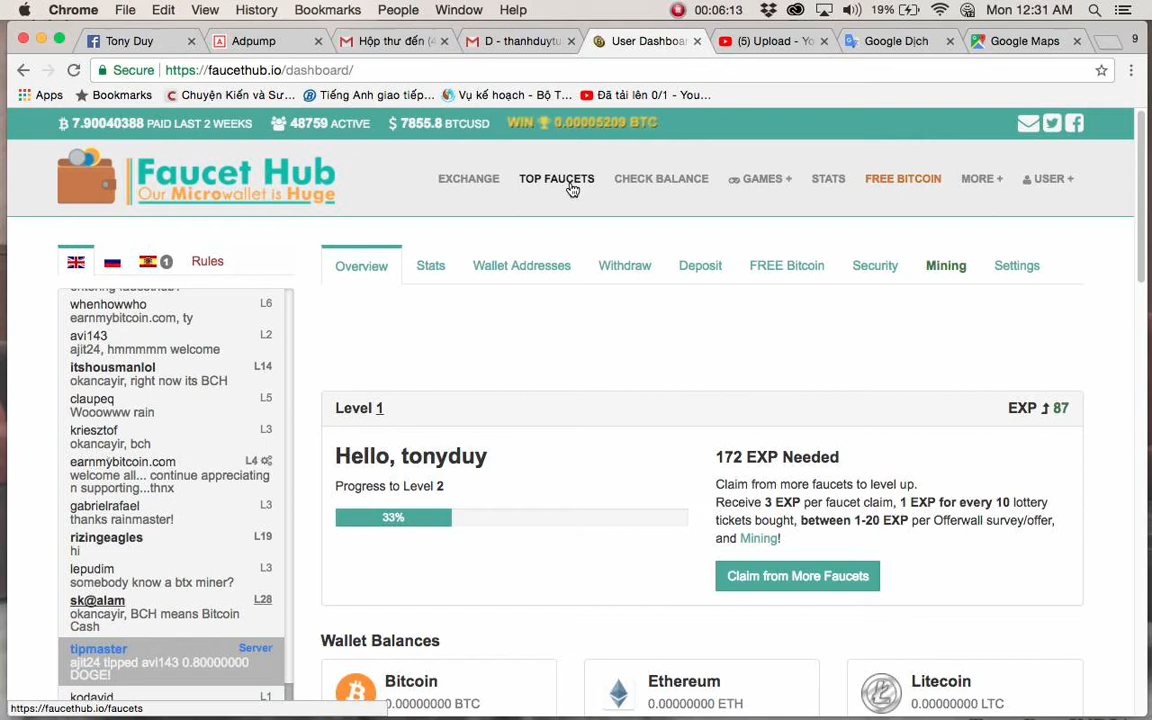 Chrome File Edit View History Bookmarks People Window Help 00:06:13 19% Mon 12:31 AM
Tony Duy Adpump Hộp thư đến (4 D - thanhduytu User Dashboa (5) Upload - Yo Google Dịch Google Maps 9
Secure https://faucethub.io/dashboard/
Apps Bookmarks Chuyện Kiến và Sư... Tiếng Anh giao tiếp... Vụ kế hoạch - Bộ T... Đã tải lên 0/1 - You...
7.90040388 PAID LAST 2 WEEKS 48759 ACTIVE $ 7855.8 BTCUSD WIN 0.00005209 BTC
Faucet Hub
Our Microwallet is Huge
EXCHANGE TOP FAUCETS CHECK BALANCE GAMES + STATS FREE BITCOIN MORE + USER +
1 Rules
whenhowwho L6
earnmybitcoin.com, ty
avi143 L2
ajit24, hmmmmm welcome
itshousmanlol L14
okancayir, right now its BCH
claupeq L5
Wooowww rain
kriesztof L3
okancayir, bch
earnmybitcoin.com L4
welcome all... continue appreciating
n supporting...thnx
gabrielrafael L3
thanks rainmaster!
rizingeagles L19
hi
lepudim L3
somebody know a btx miner?
sk@alam L28
okancayir, BCH means Bitcoin
Cash
tipmaster Server
ajit24 tipped avi143 0.80000000
DOGE!
kodavid L1
Overview Stats Wallet Addresses Withdraw Deposit FREE Bitcoin Security Mining Settings
Level 1 EXP 87
Hello, tonyduy
Progress to Level 2
33%
172 EXP Needed
Claim from more faucets to level up.
Receive 3 EXP per faucet claim, 1 EXP for every 10 lottery
tickets bought, between 1-20 EXP per Offerwall survey/offer,
and Mining!
Claim from More Faucets
Wallet Balances
Bitcoin
0.00000000 BTC
Ethereum
0.00000000 ETH
Litecoin
0.00000000 LTC
https://faucethub.io/faucets